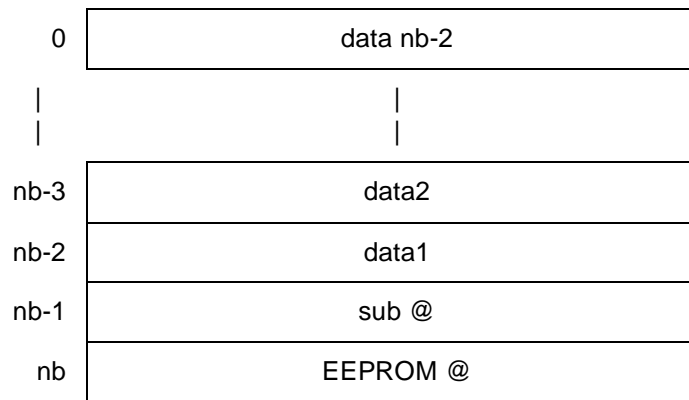 0 data nb-2
| |
| |
nb-3 data2
nb-2 data1
nb-1 sub @
nb EEPROM @